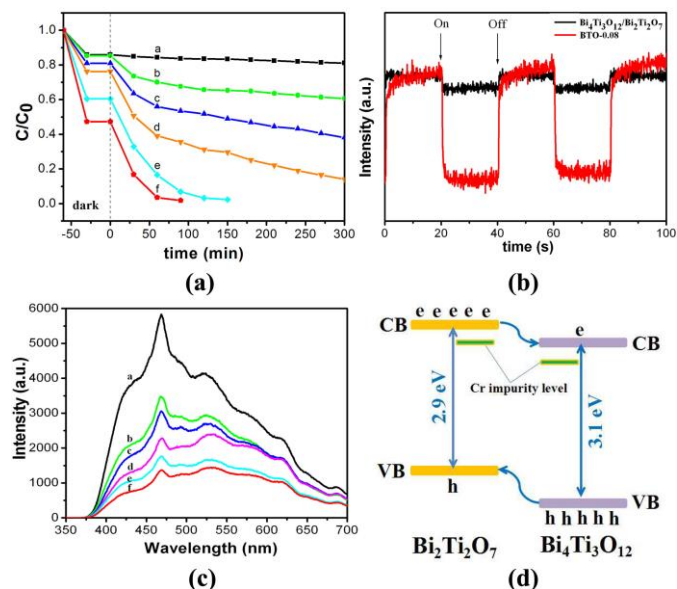 C/C0
1.0
0.8
0.6
0.4
0.2
0.0
a
b
c
d
e
f
dark
-50 0 50 100 150 200 250 300
time (min)
(a)
Bi4Ti3O12/Bi2Ti2O7
BTO-0.08
On Off
Intensity (a.u.)
0 20 40 60 80 100
time (s)
(b)
Intensity (a.u.)
6000
5000
4000
3000
2000
1000
0
a
b
c
d
e
f
350 400 450 500 550 600 650 700
Wavelength (nm)
(c)
e e e e e
CB
e
CB
Cr impurity level
2.9 eV
3.1 eV
VB
h
VB
h h h h h
Bi2Ti2O7 Bi4Ti3O12
(d)